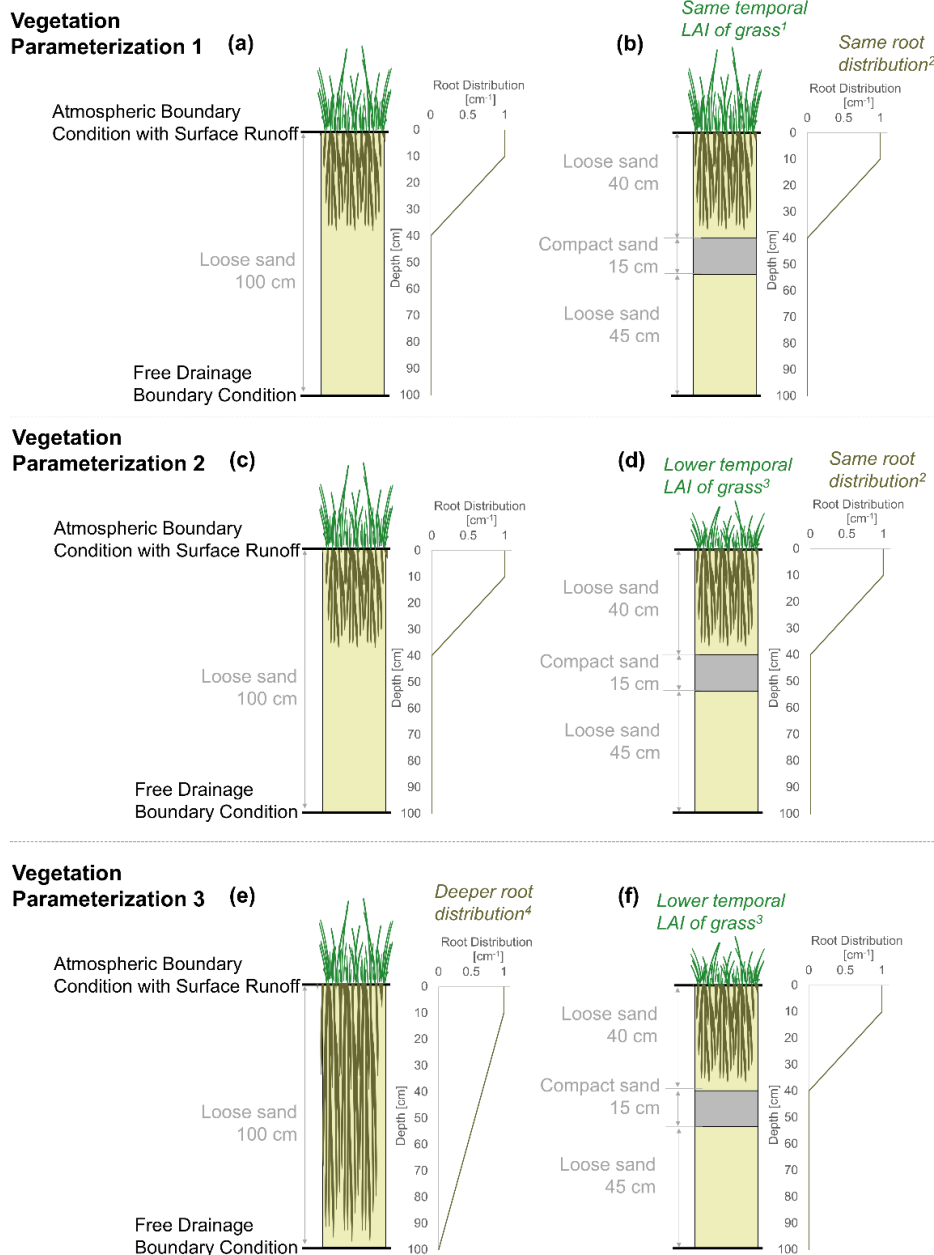 Vegetation
Parameterization 1
(a)
Atmospheric Boundary
Condition with Surface Runoff
Loose sand
100 cm
Free Drainage
Boundary Condition
Root Distribution
[cm-1]
0 0.5 1
Depth [cm]
0
10
20
30
40
50
60
70
80
90
100
(b)
Same temporal
LAI of grass¹
Same root
distribution²
Loose sand
40 cm
Compact sand
15 cm
Loose sand
45 cm
Root Distribution
[cm-1]
0 0.5 1
Depth [cm]
0
10
20
30
40
50
60
70
80
90
100
Vegetation
Parameterization 2
(c)
Atmospheric Boundary
Condition with Surface Runoff
Loose sand
100 cm
Free Drainage
Boundary Condition
Root Distribution
[cm-1]
0 0.5 1
Depth [cm]
0
10
20
30
40
50
60
70
80
90
100
(d)
Lower temporal
LAI of grass³
Same root
distribution²
Loose sand
40 cm
Compact sand
15 cm
Loose sand
45 cm
Root Distribution
[cm-1]
0 0.5 1
Depth [cm]
0
10
20
30
40
50
60
70
80
90
100
Vegetation
Parameterization 3
(e)
Deeper root
distribution⁴
Atmospheric Boundary
Condition with Surface Runoff
Loose sand
100 cm
Free Drainage
Boundary Condition
Root Distribution
[cm-1]
0 0.5 1
Depth [cm]
0
10
20
30
40
50
60
70
80
90
100
(f)
Lower temporal
LAI of grass³
Loose sand
40 cm
Compact sand
15 cm
Loose sand
45 cm
Root Distribution
[cm-1]
0 0.5 1
Depth [cm]
0
10
20
30
40
50
60
70
80
90
100